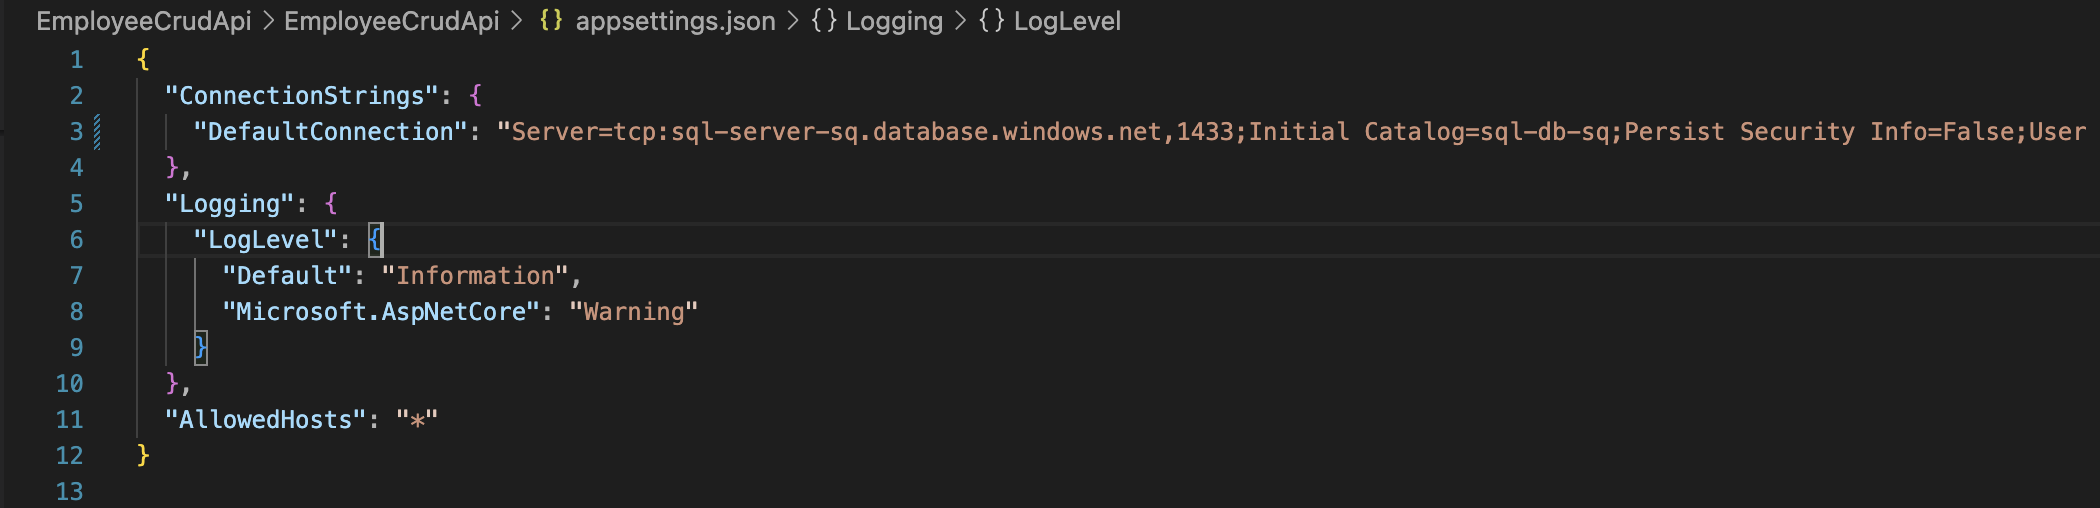 EmployeeCrudApi > EmployeeCrudApi > {} appsettings.json > {} Logging > {} LogLevel
1 {
2 "ConnectionStrings": {
3 "DefaultConnection": "Server=tcp:sql-server-sq.database.windows.net,1433;Initial Catalog=sql-db-sq;Persist Security Info=False;User
4 },
5 "Logging": {
6 "LogLevel": {
7 "Default": "Information",
8 "Microsoft.AspNetCore": "Warning"
9 }
10 },
11 "AllowedHosts": "*"
12 }
13